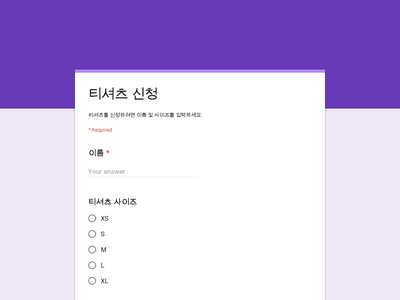 티셔츠 신청
티셔츠를 신청하려면 이름 및 사이즈를 입력하세요.
* Required
이름 *
Your answer
티셔츠 사이즈
XS
S
M
L
XL